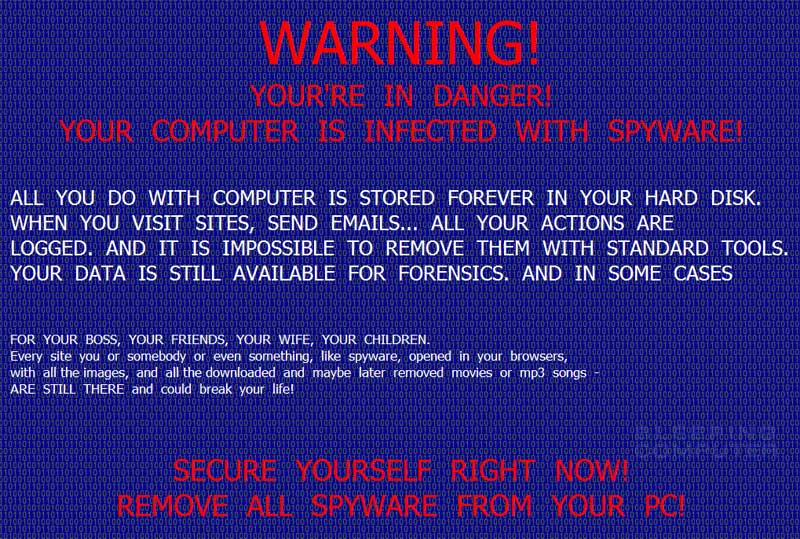 WARNING!
YOUR'RE IN DANGER!
YOUR COMPUTER IS INFECTED WITH SPYWARE!
ALL YOU DO WITH COMPUTER IS STORED FOREVER IN YOUR HARD DISK.
WHEN YOU VISIT SITES, SEND EMAILS... ALL YOUR ACTIONS ARE
LOGGED. AND IT IS IMPOSSIBLE TO REMOVE THEM WITH STANDARD TOOLS.
YOUR DATA IS STILL AVAILABLE FOR FORENSICS. AND IN SOME CASES
FOR YOUR BOSS, YOUR FRIENDS, YOUR WIFE, YOUR CHILDREN.
Every site you or somebody or even something, like spyware, opened in your browsers,
with all the images, and all the downloaded and maybe later removed movies or mp3 songs -
ARE STILL THERE and could break your life!
BLEEPING
COMPUTER
SECURE YOURSELF RIGHT NOW!
REMOVE ALL SPYWARE FROM YOUR PC!